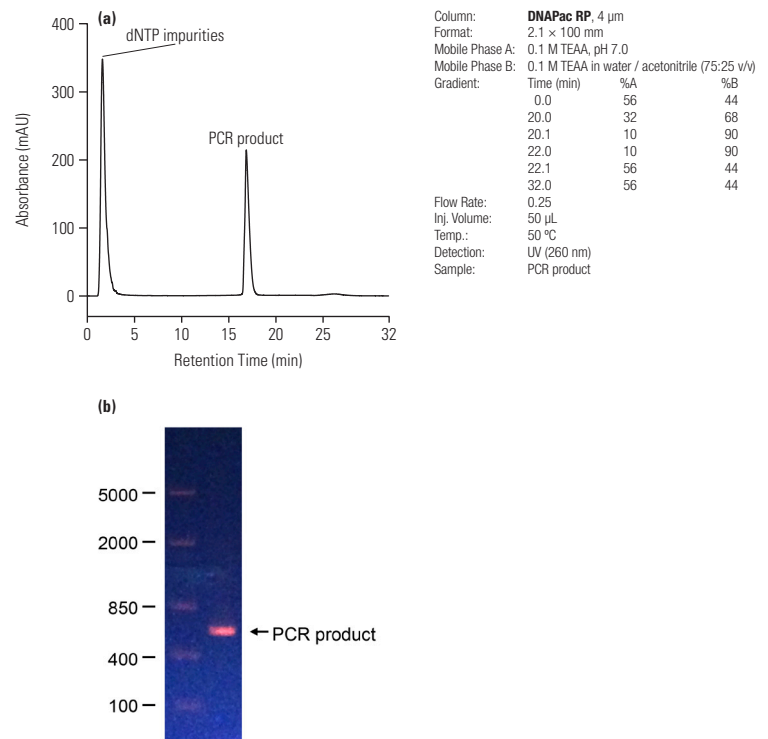 (a)
400
300
200
100
0
Absorbance (mAU)
dNTP impurities
PCR product
0 5 10 15 20 25 32
Retention Time (min)
Column: DNAPac RP, 4 µm
Format: 2.1 × 100 mm
Mobile Phase A: 0.1 M TEAA, pH 7.0
Mobile Phase B: 0.1 M TEAA in water / acetonitrile (75:25 v/v)
Gradient: Time (min) %A %B
0.0 56 44
20.0 32 68
20.1 10 90
22.0 10 90
22.1 56 44
32.0 56 44
Flow Rate: 0.25
Inj. Volume: 50 µL
Temp.: 50 ºC
Detection: UV (260 nm)
Sample: PCR product
(b)
5000
2000
850
PCR product
400
100